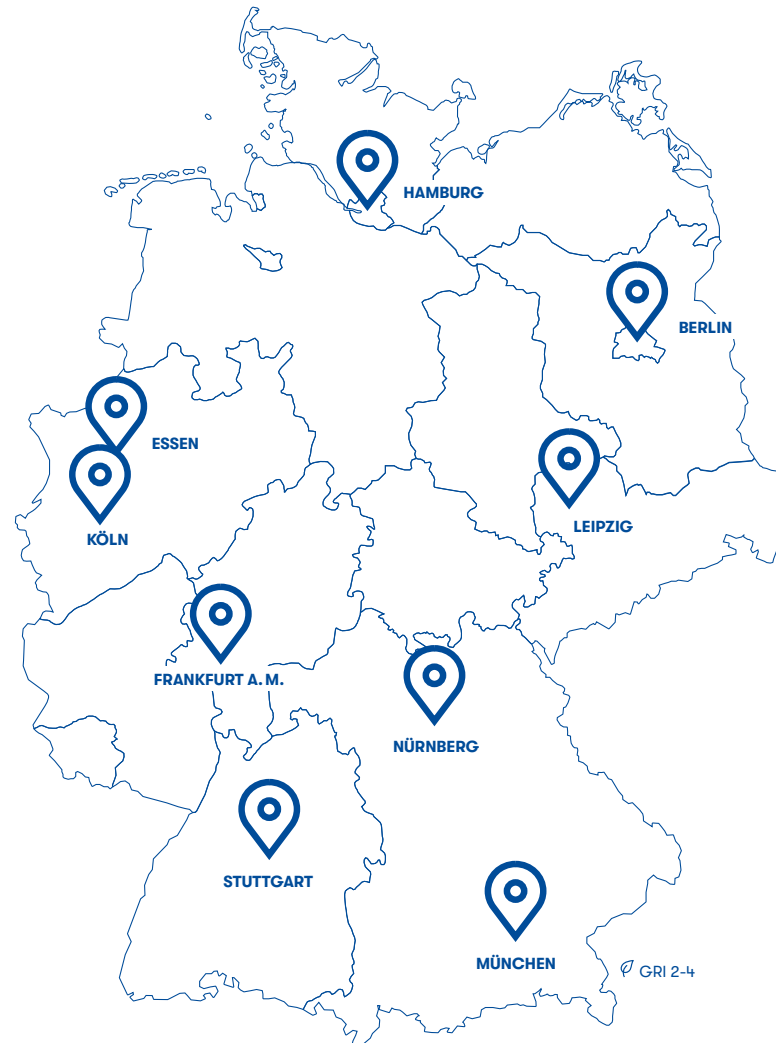 HAMBURG
BERLIN
ESSEN
KÖLN
LEIPZIG
FRANKFURT A. M.
NÜRNBERG
STUTTGART
MÜNCHEN
GRI 2-4